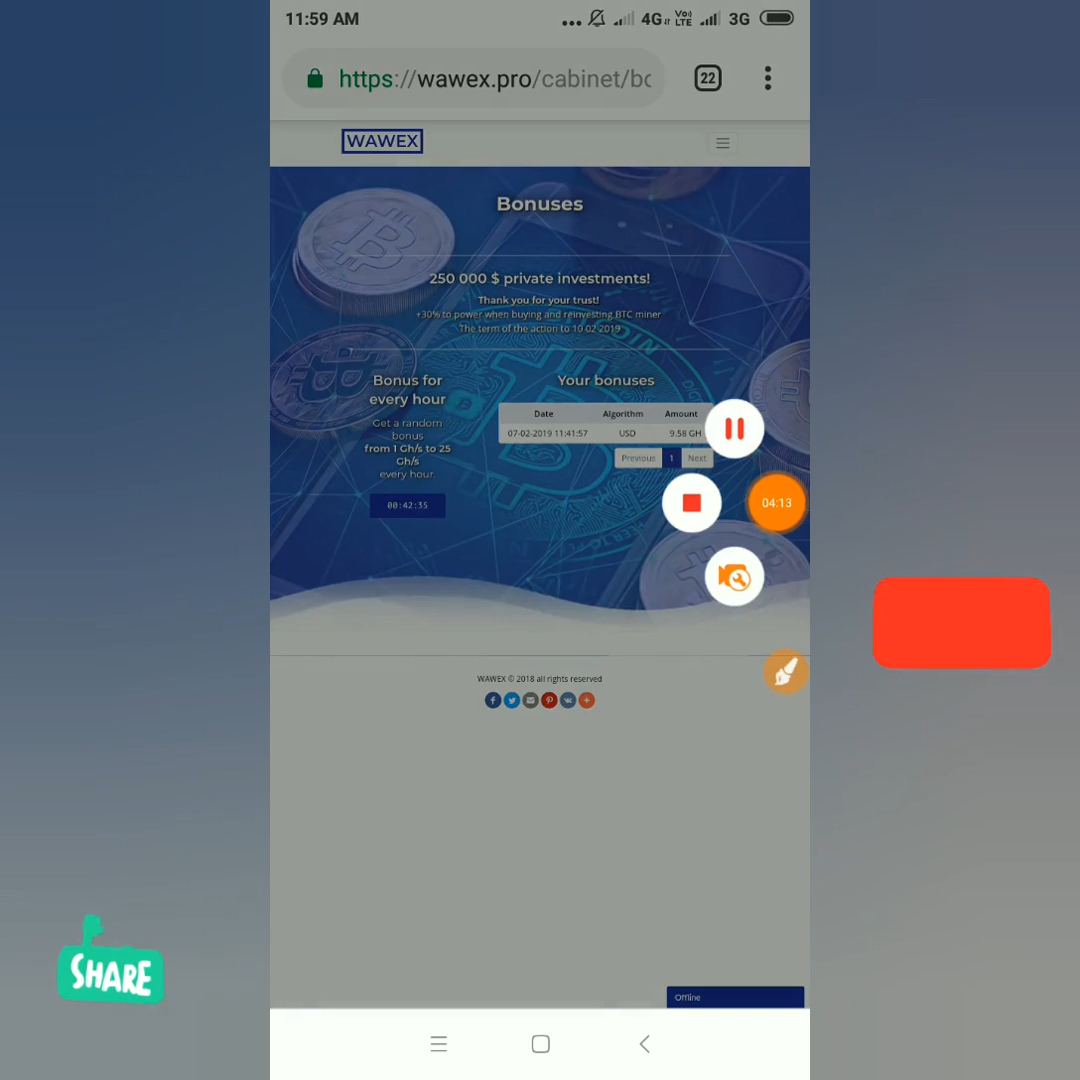 11:59 AM
4G
Vo)
LTE
3G
https://wawex.pro/cabinet/bo
22
WAWEX
Bonuses
250 000 $ private investments!
Thank you for your trust!
+30% to power when buying and reinvesting BTC miner
The term of the action to 10 02 2019
Bonus for
every hour
Get a random
bonus
from 1 Gh/s to 25
Gh/s
every hour.
00:42:35
Your bonuses
Date Algorithm Amount
07-02-2019 11:41:57 USD 9.58 GH
Previous 1 Next
04:13
WAWEX © 2018 all rights reserved
SHARE
Offline